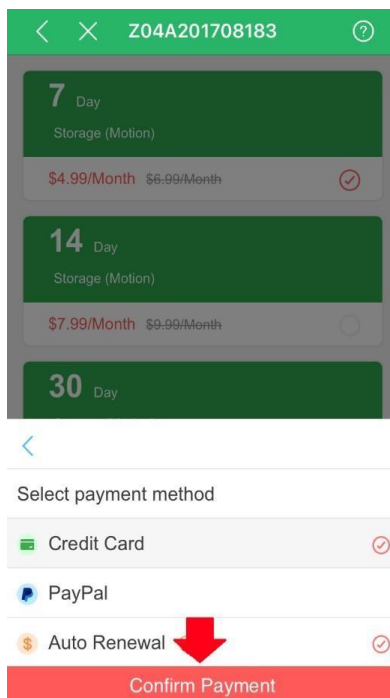 Z04A201708183
7 Day
Storage (Motion)
$4.99/Month $6.99/Month
14 Day
Storage (Motion)
$7.99/Month $9.99/Month
30 Day
Select payment method
Credit Card
PayPal
$ Auto Renewal
Confirm Payment